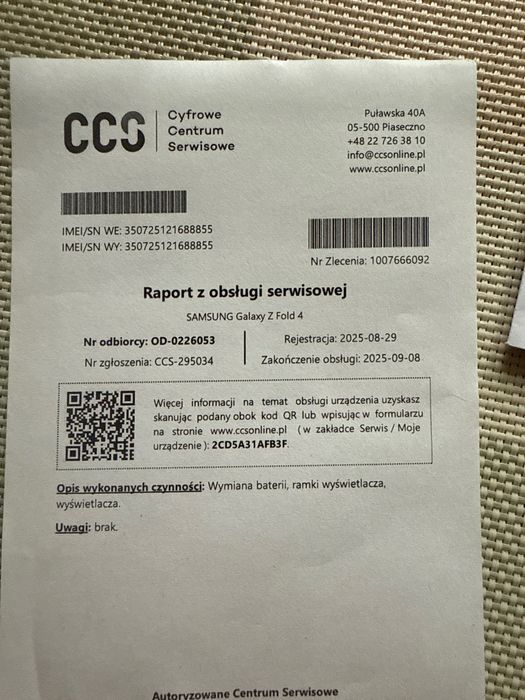 CCS
Cyfrowe
Centrum
Serwisowe
Puławska 40A
05-500 Piaseczno
+48 22 726 38 10
info@ccsonline.pl
www.ccsonline.pl
IMEI/SN WE: 350725121688855
IMEI/SN WY: 350725121688855
Nr Zlecenia: 1007666092
Raport z obsługi serwisowej
SAMSUNG Galaxy Z Fold 4
Nr odbiorcy: OD-0226053
Nr zgłoszenia: CCS-295034
Rejestracja: 2025-08-29
Zakończenie obsługi: 2025-09-08
Więcej informacji na temat obsługi urządzenia uzyskasz
skanując podany obok kod QR lub wpisując w formularzu
na stronie www.ccsonline.pl (w zakładce Serwis / Moje
urządzenie): 2CD5A31AFB3F.
Opis wykonanych czynności: Wymiana baterii, ramki wyświetlacza,
wyświetlacza.
Uwagi: brak.
Autoryzowane Centrum Serwisowe